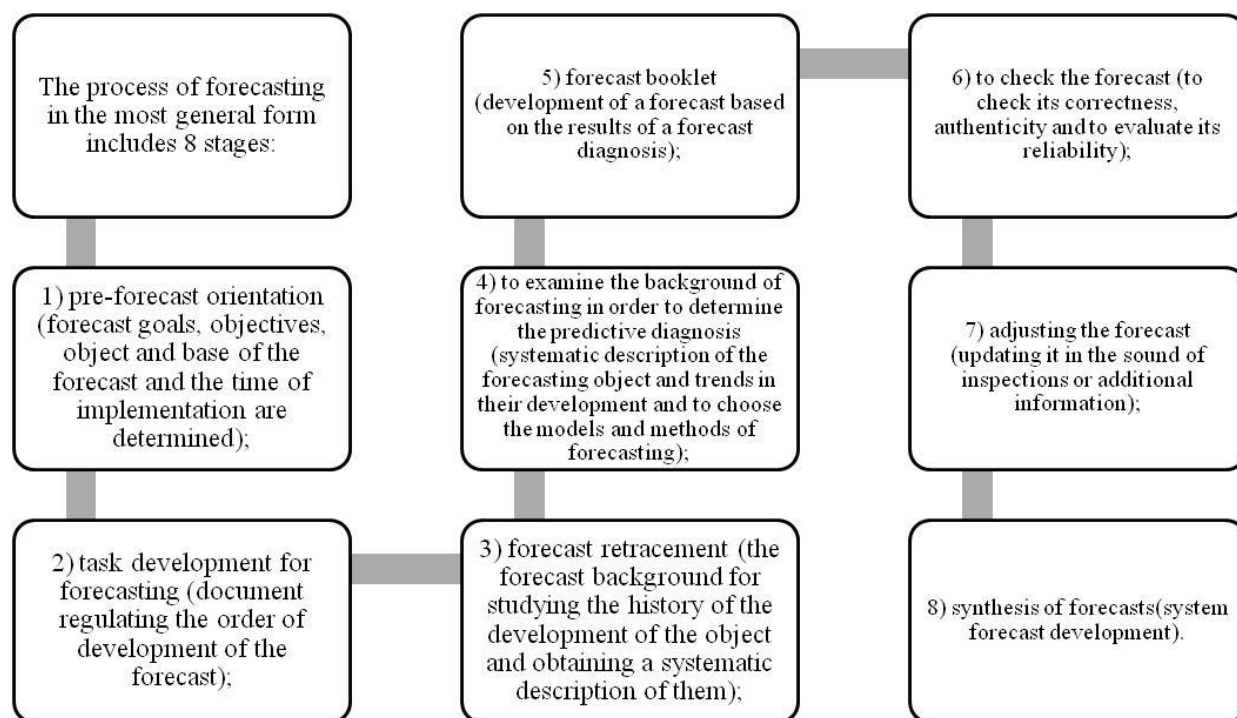 The process of forecasting
in the most general form
includes 8 stages:
1) pre-forecast orientation
(forecast goals, objectives,
object and base of the
forecast and the time of
implementation are
determined);
2) task development for
forecasting (document
regulating the order of
development of the
forecast);
3) forecast retracement (the
forecast background for
studying the history of the
development of the object
and obtaining a systematic
description of them);
4) to examine the background of
forecasting in order to determine
the predictive diagnosis
(systematic description of the
forecasting object and trends in
their development and to choose
the models and methods of
forecasting);
5) forecast booklet
(development of a forecast based
on the results of a forecast
diagnosis);
6) to check the forecast (to
check its correctness,
authenticity and to evaluate its
reliability);
7) adjusting the forecast
(updating it in the sound of
inspections or additional
information);
8) synthesis of forecasts(system
forecast development).